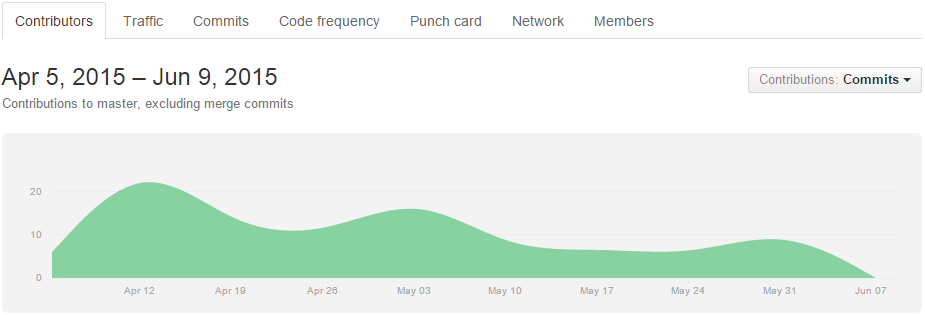 Contributors Traffic Commits Code frequency Punch card Network Members
Apr 5, 2015 – Jun 9, 2015
Contributions: Commits
Contributions to master, excluding merge commits
20
10
0
Apr 12 Apr 19 Apr 26 May 03 May 10 May 17 May 24 May 31 Jun 07